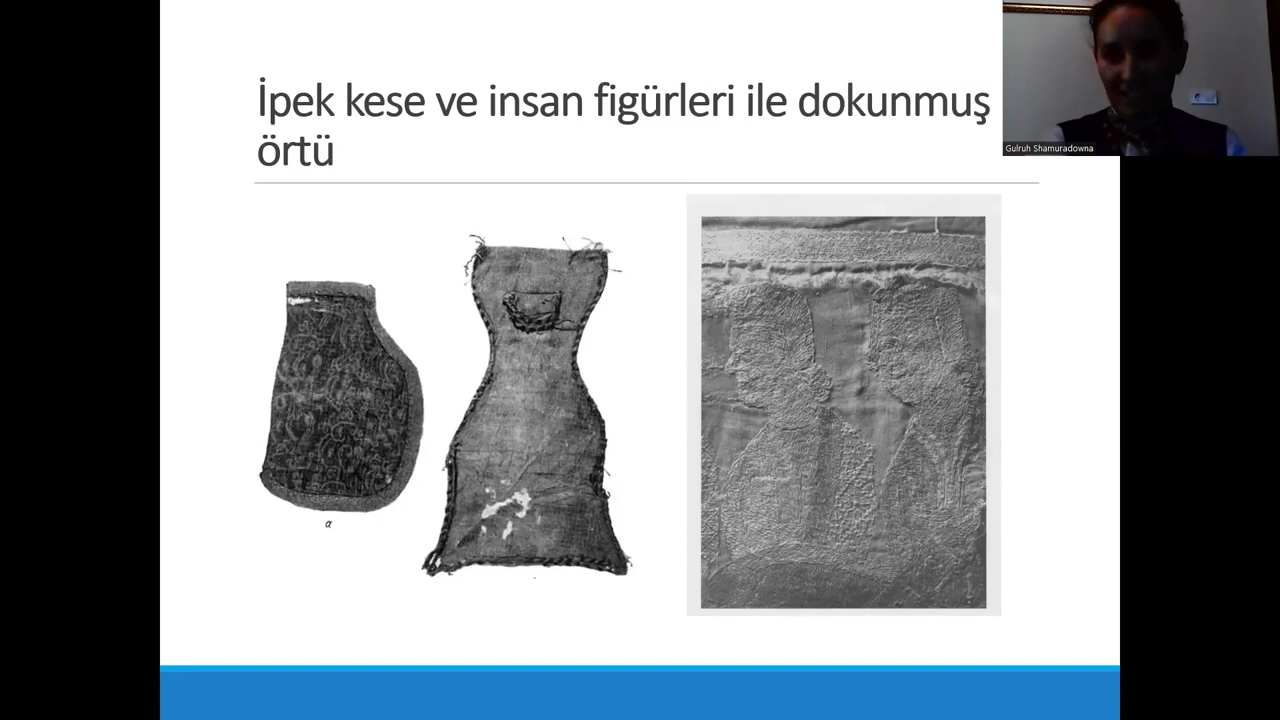 İpek kese ve insan figürleri ile dokunmuş
örtü
Gulruh Shamuradowna
a